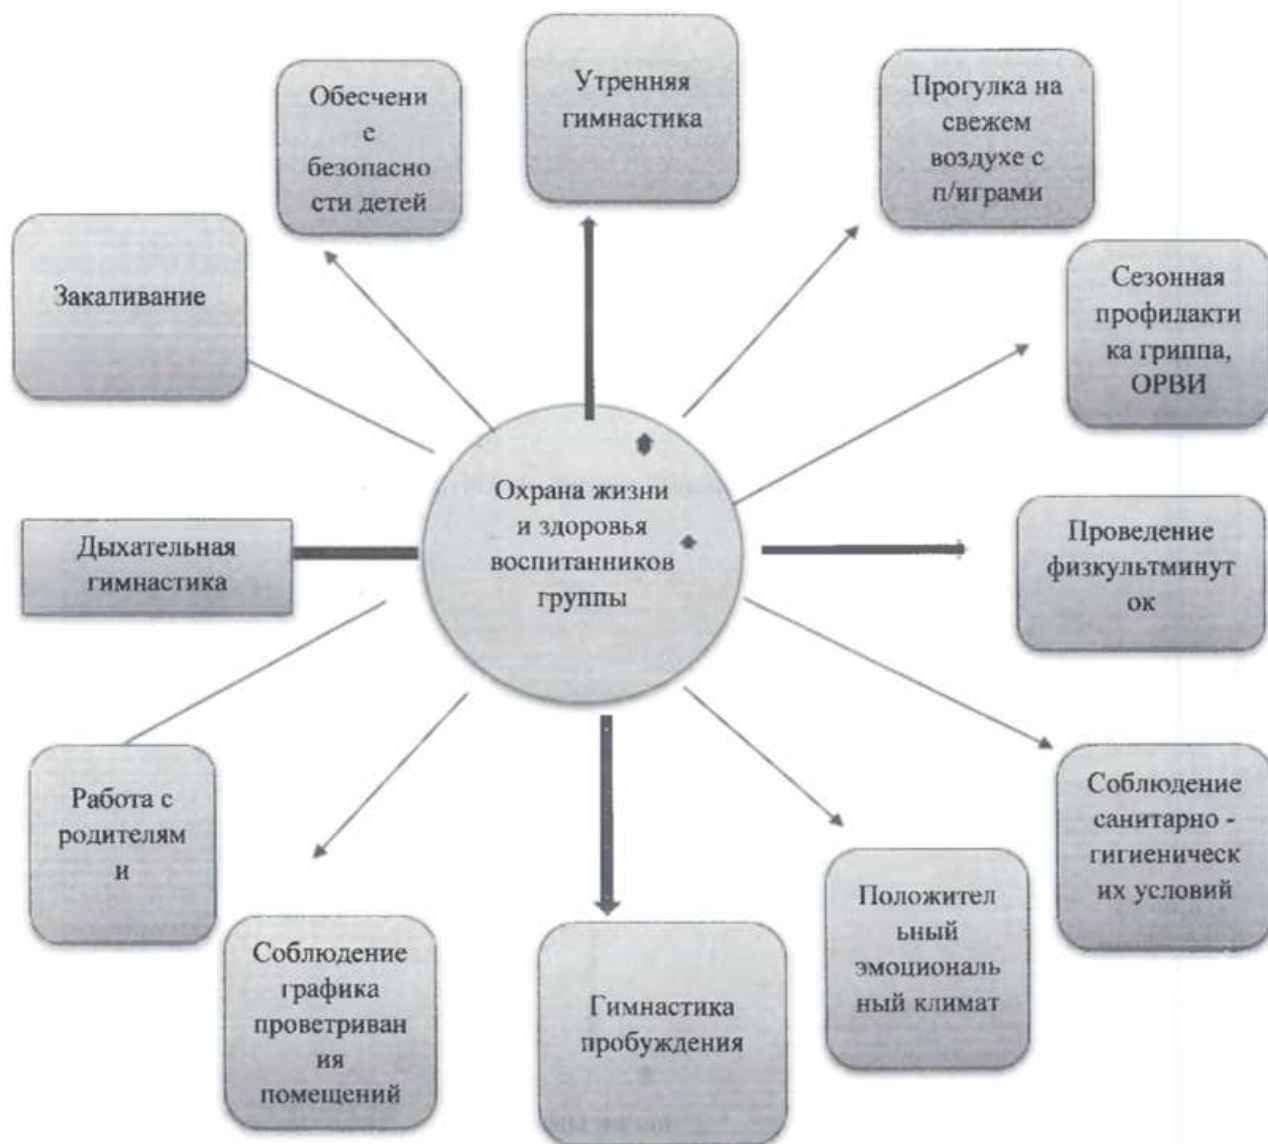 Утренняя
гимнастика
Обесчени
е
безопасно
сти детей
Прогулка на
свежем
воздухе с
п/играми
Закаливание
Сезонная
профилакти
ка гриппа,
ОРВИ
Охрана жизни
и здоровья
воспитанников
группы
Дыхательная
гимнастика
Проведение
физкультминут
ок
Работа с
родителям
и
Соблюдение
санитарно -
гигиеническ
их условий
Положител
ьный
эмоциональ
ный климат
Соблюдение
графика
проветриван
ия
помещений
Гимнастика
пробуждения